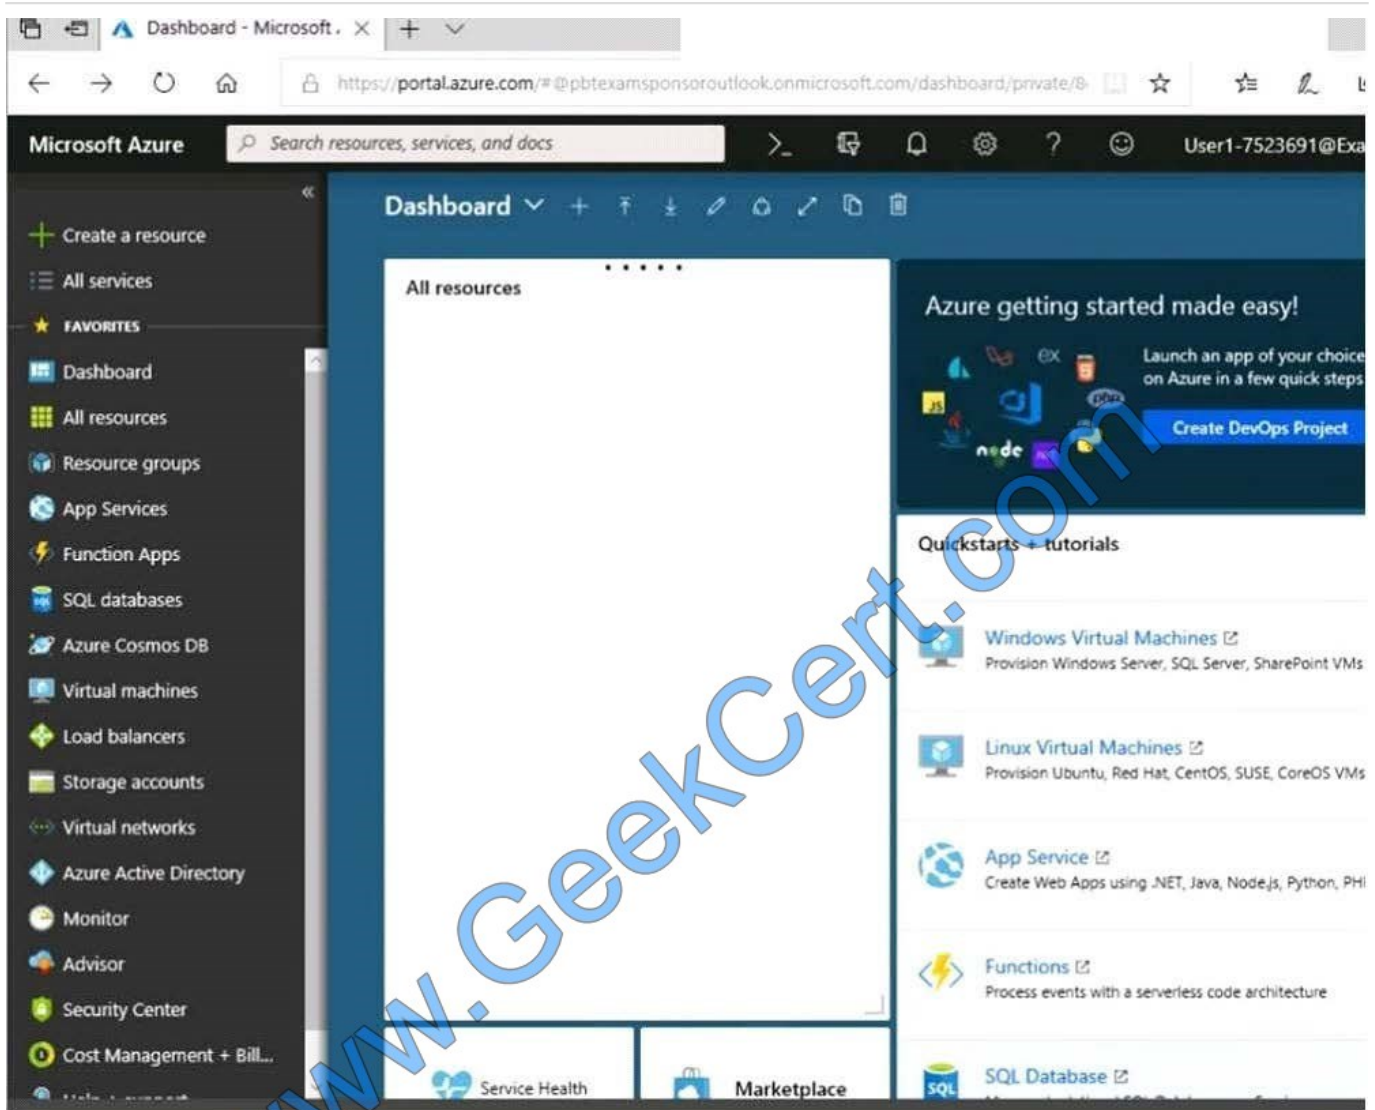 Dashboard - Microsoft
https://portal.azure.com/#@pbtexamsponsoroutlook.onmicrosoft.com/dashboard/private/8
Microsoft Azure
Search resources, services, and docs
User1-7523691@Exa
Create a resource
All services
FAVORITES
Dashboard
All resources
Resource groups
App Services
Function Apps
SQL databases
Azure Cosmos DB
Virtual machines
Load balancers
Storage accounts
Virtual networks
Azure Active Directory
Monitor
Advisor
Security Center
Cost Management + Bill...
Dashboard
All resources
Service Health
Marketplace
Azure getting started made easy!
Launch an app of your choice
on Azure in a few quick steps
Create DevOps Project
ex
php
JS
node
Quickstarts + tutorials
Windows Virtual Machines
Provision Windows Server, SQL Server, SharePoint VMs
Linux Virtual Machines
Provision Ubuntu, Red Hat, CentOS, SUSE, CoreOS VMs
App Service
Create Web Apps using .NET, Java, Node.js, Python, PH
Functions
Process events with a serverless code architecture
SQL Database
SQL
www.GeekCert.com